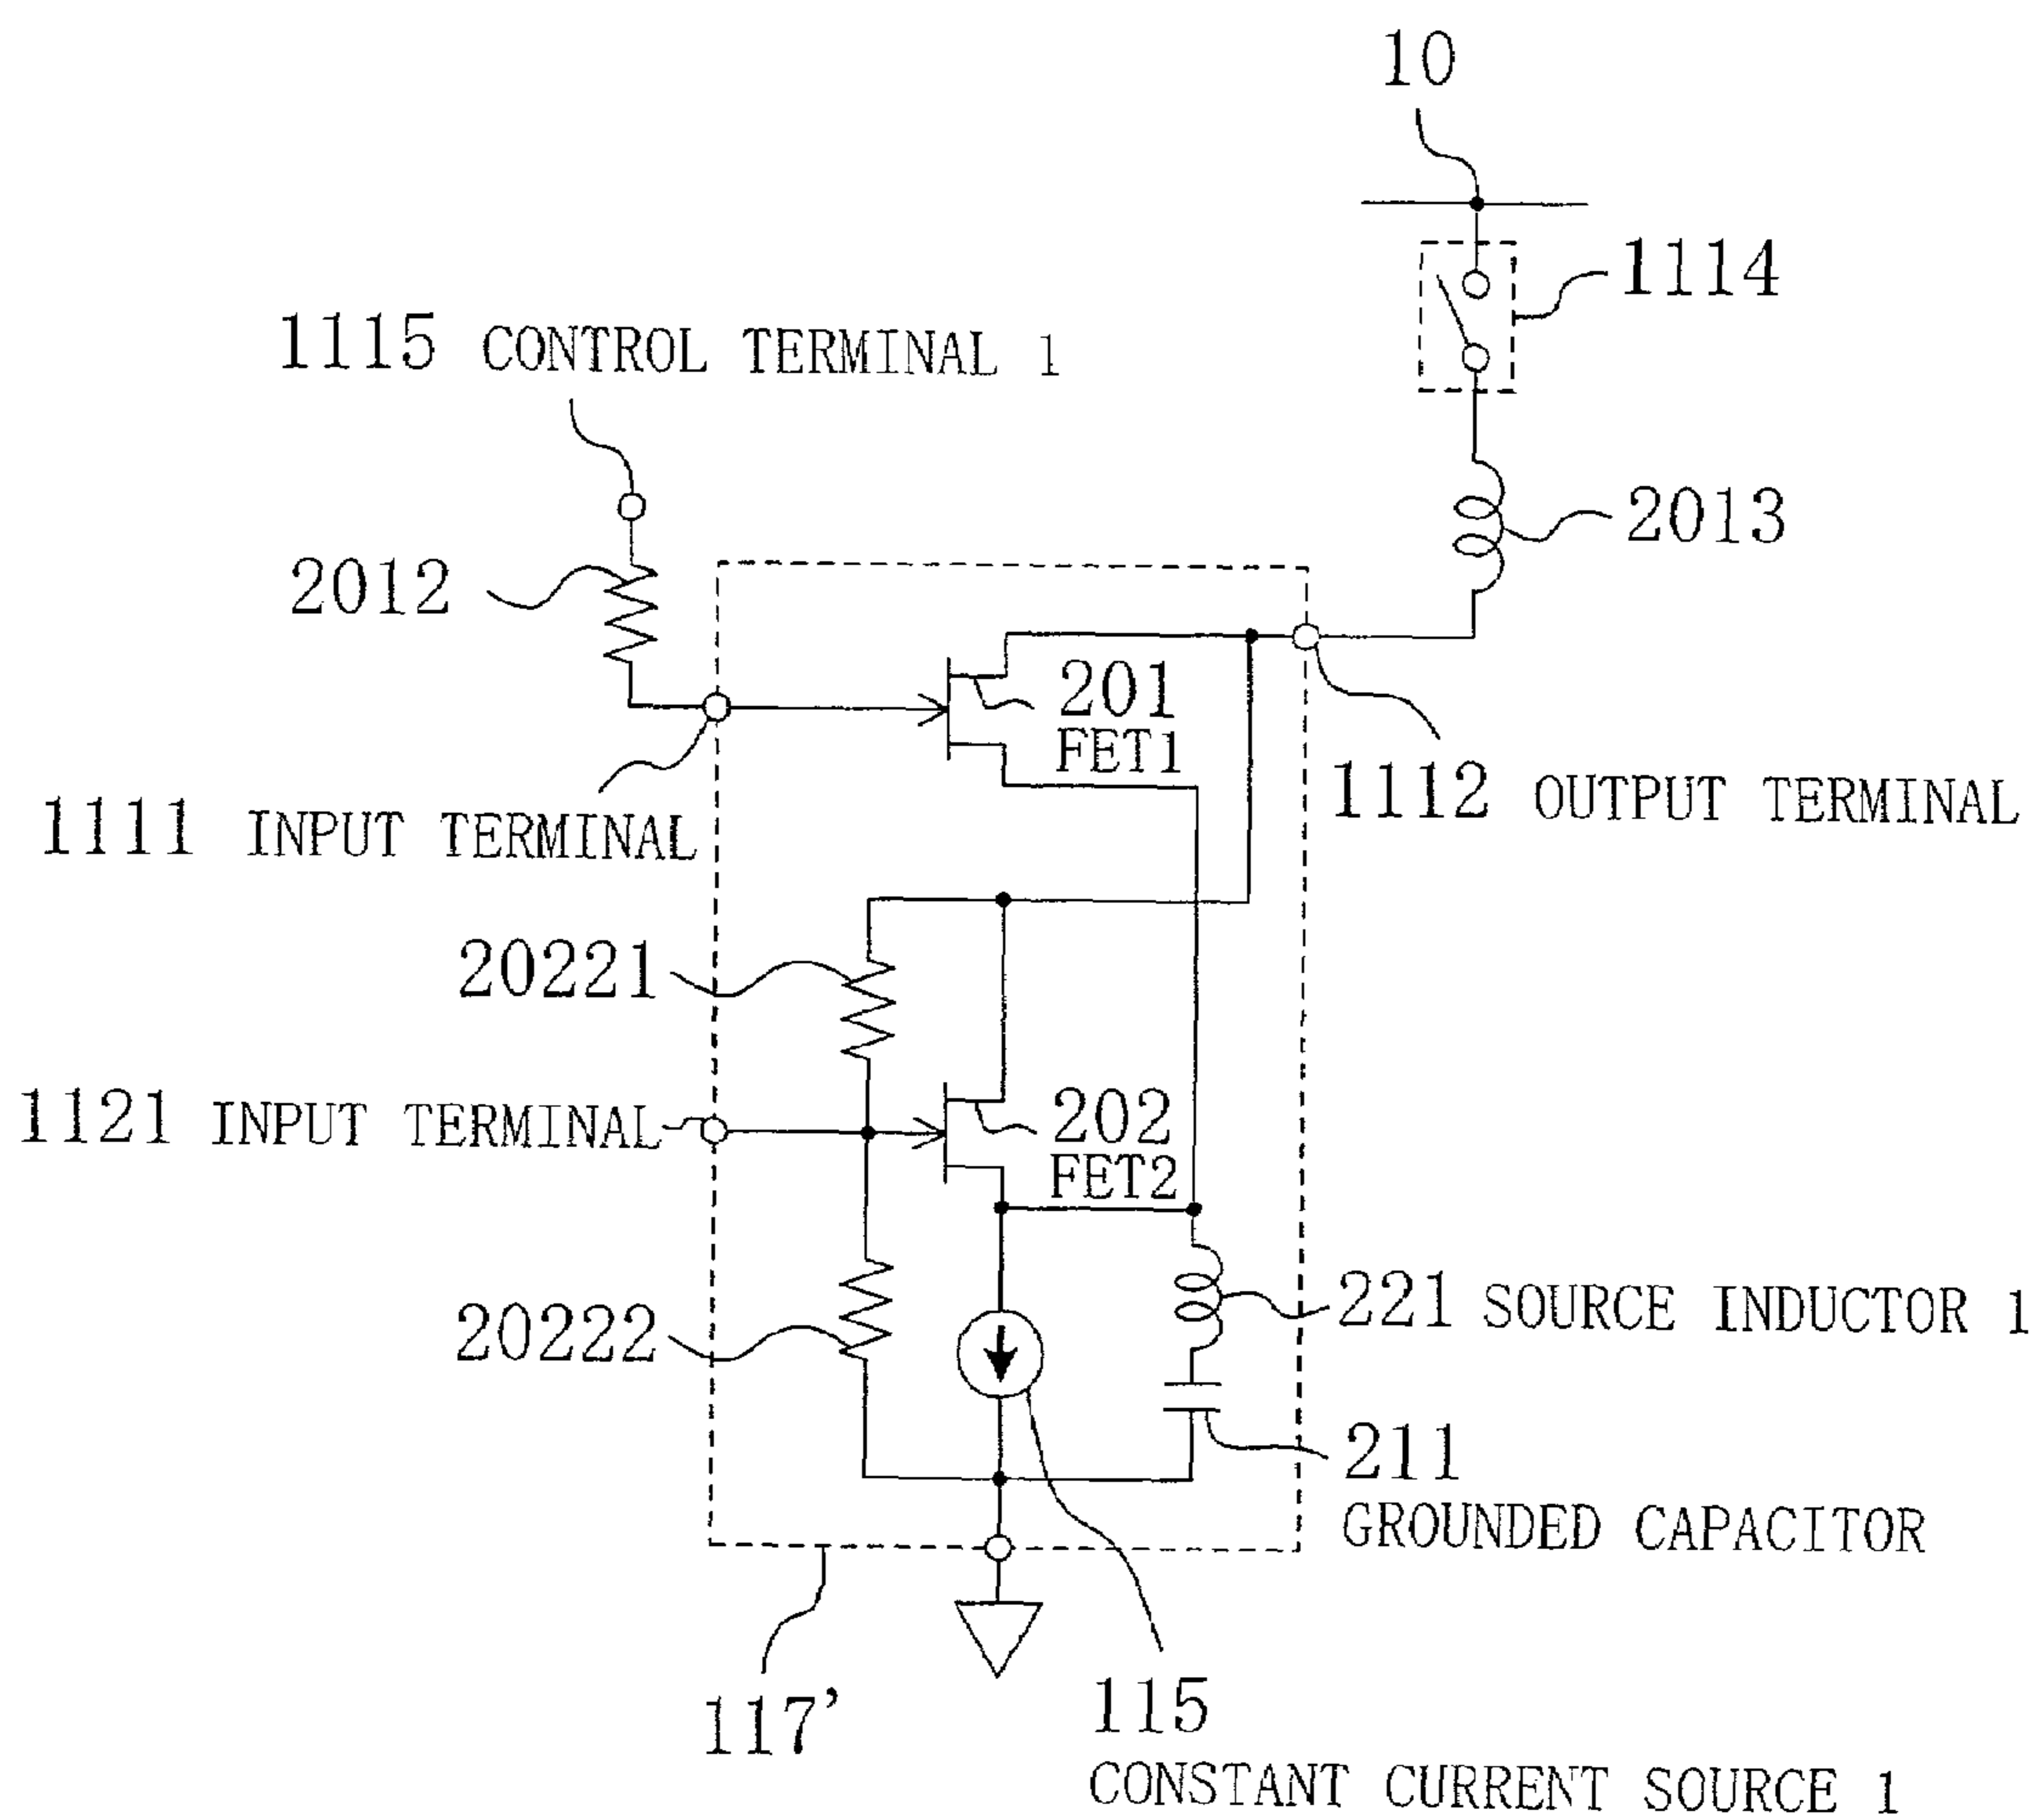 10
1114
1115 CONTROL TERMINAL 1
2013
2012
201
FET1
1111 INPUT TERMINAL
1112 OUTPUT TERMINAL
20221
1121 INPUT TERMINAL
202
FET2
20222
221 SOURCE INDUCTOR 1
211
GROUNDED CAPACITOR
117'
115
CONSTANT CURRENT SOURCE 1